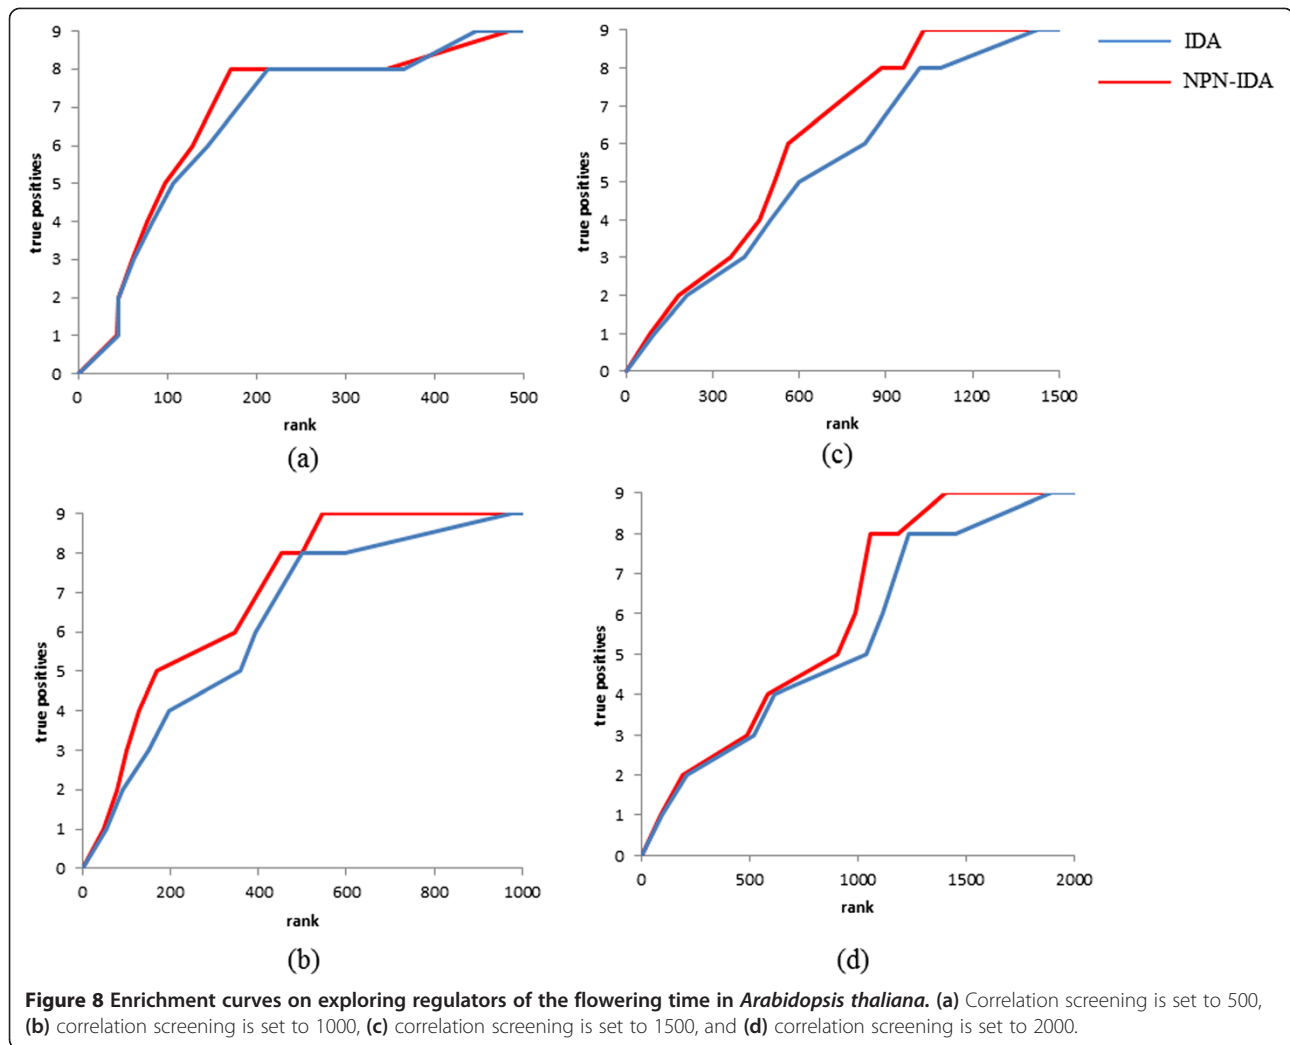 9
8
7
6
5
4
3
2
1
0
true positives
0 100 200 300 400 500
rank
(a)
9
8
7
6
5
4
3
2
1
0
true positives
0 300 600 900 1200 1500
rank
(c)
IDA
NPN-IDA
9
8
7
6
5
4
3
2
1
0
true positives
0 200 400 600 800 1000
rank
(b)
9
8
7
6
5
4
3
2
1
0
true positives
0 500 1000 1500 2000
rank
(d)
Figure 8 Enrichment curves on exploring regulators of the flowering time in Arabidopsis thaliana. (a) Correlation screening is set to 500,
(b) correlation screening is set to 1000, (c) correlation screening is set to 1500, and (d) correlation screening is set to 2000.